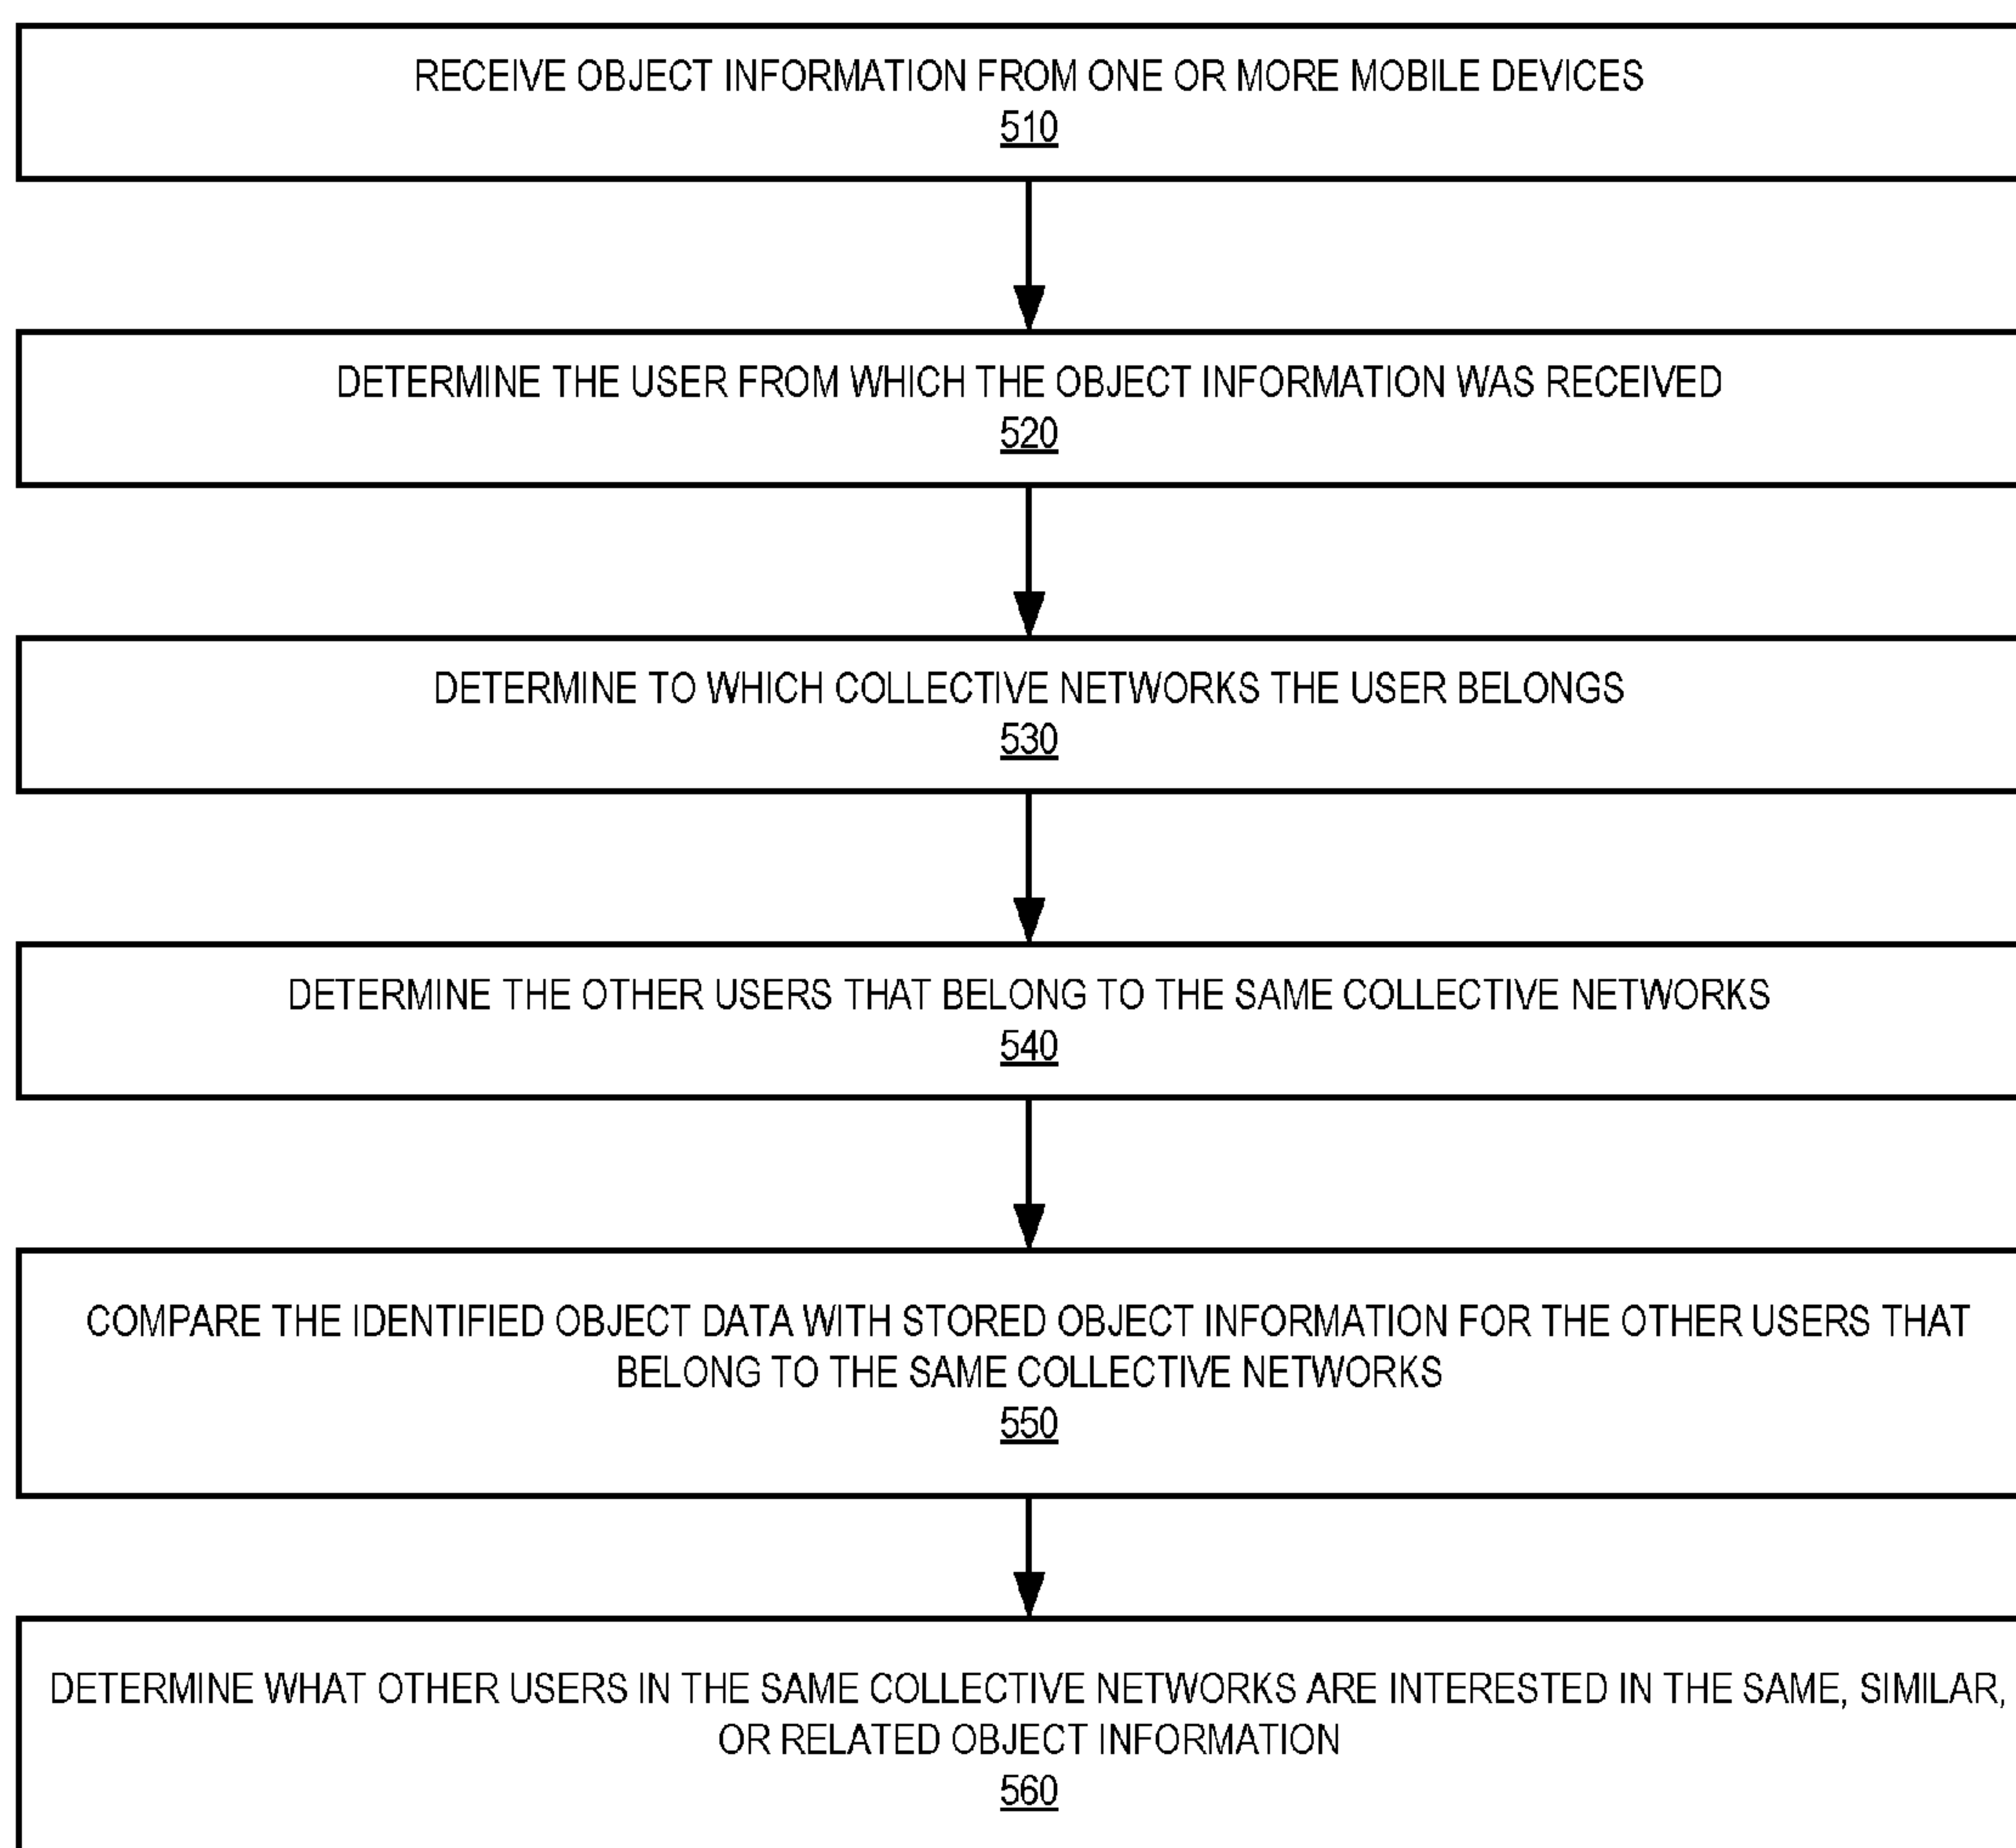 RECEIVE OBJECT INFORMATION FROM ONE OR MORE MOBILE DEVICES
510
DETERMINE THE USER FROM WHICH THE OBJECT INFORMATION WAS RECEIVED
520
DETERMINE TO WHICH COLLECTIVE NETWORKS THE USER BELONGS
530
DETERMINE THE OTHER USERS THAT BELONG TO THE SAME COLLECTIVE NETWORKS
540
COMPARE THE IDENTIFIED OBJECT DATA WITH STORED OBJECT INFORMATION FOR THE OTHER USERS THAT
BELONG TO THE SAME COLLECTIVE NETWORKS
550
DETERMINE WHAT OTHER USERS IN THE SAME COLLECTIVE NETWORKS ARE INTERESTED IN THE SAME, SIMILAR,
OR RELATED OBJECT INFORMATION
560